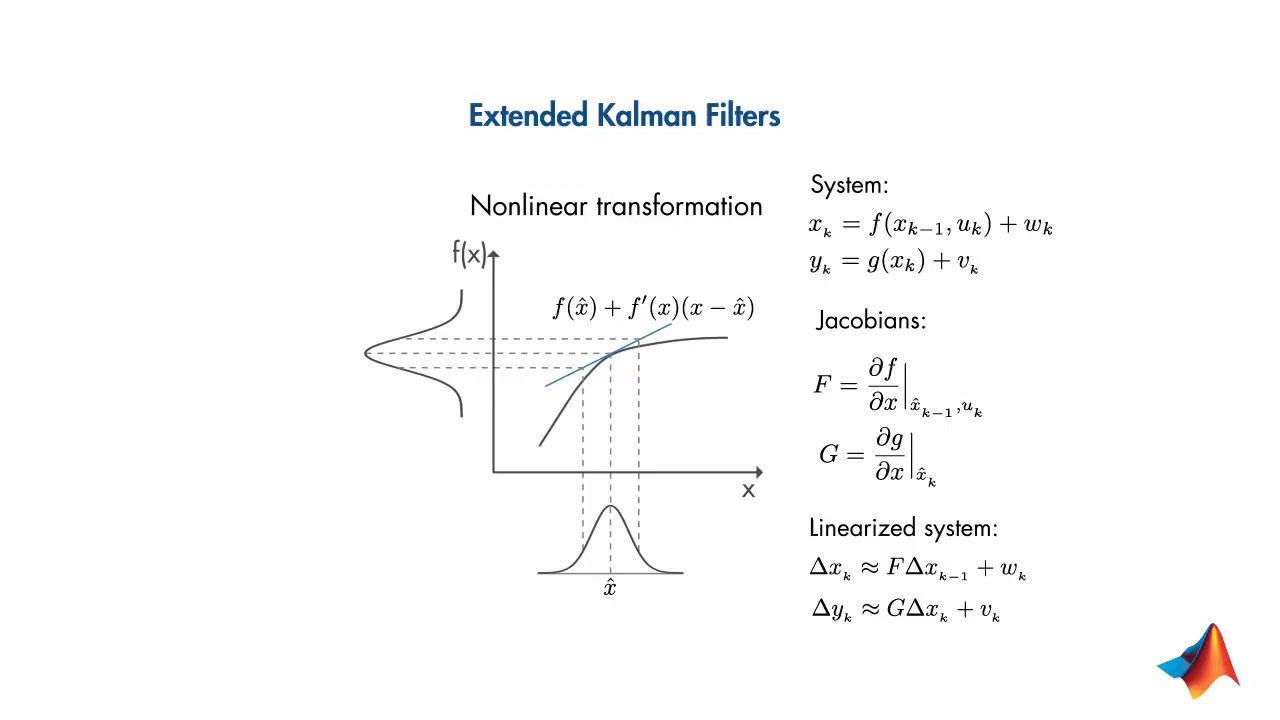 Extended Kalman Filters
Nonlinear transformation
f(x)
f(x̂) + f′(x)(x − x̂)
x
x̂
System:
xₖ = f(xₖ₋₁, uₖ) + wₖ
yₖ = g(xₖ) + vₖ
Jacobians:
F = ∂f/∂x |x̂ₖ₋₁,uₖ
G = ∂g/∂x |x̂ₖ
Linearized system:
Δxₖ ≈ FΔxₖ₋₁ + wₖ
Δyₖ ≈ GΔxₖ + vₖ